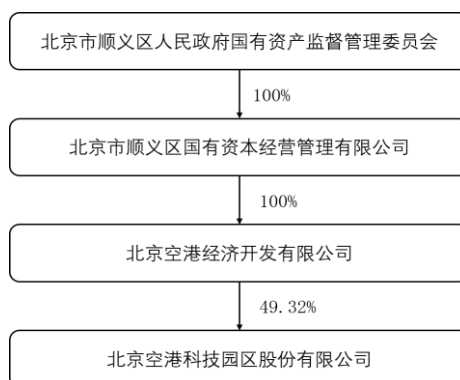 北京市顺义区人民政府国有资产监督管理委员会
100%
北京市顺义区国有资本经营管理有限公司
100%
北京空港经济开发有限公司
49.32%
北京空港科技园区股份有限公司